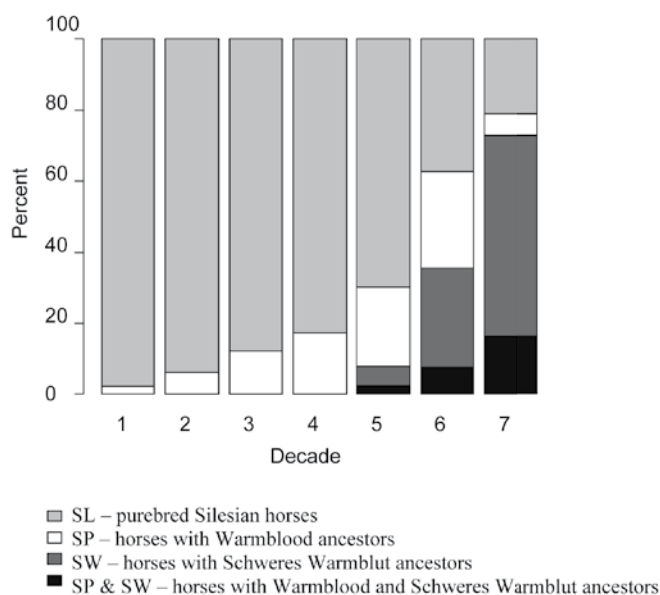 100
80
60
40
20
0
Percent
1 2 3 4 5 6 7
Decade
SL – purebred Silesian horses
SP – horses with Warmblood ancestors
SW – horses with Schweres Warmblut ancestors
SP & SW – horses with Warmblood and Schweres Warmblut ancestors